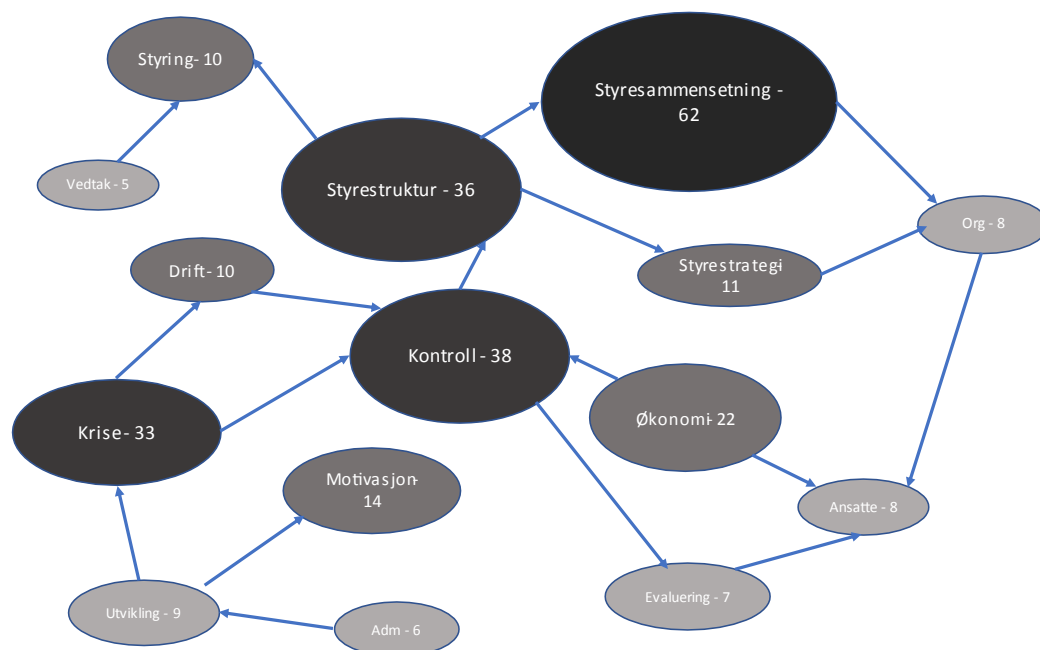 Styring- 10
Styresammensetning -
62
Vedtak - 5
Styrestruktur - 36
Org - 8
Drift- 10
Styrestrategi-
11
Kontroll - 38
Økonomi- 22
Krise- 33
Motivasjon-
14
Ansatte - 8
Evaluering - 7
Utvikling - 9
Adm - 6